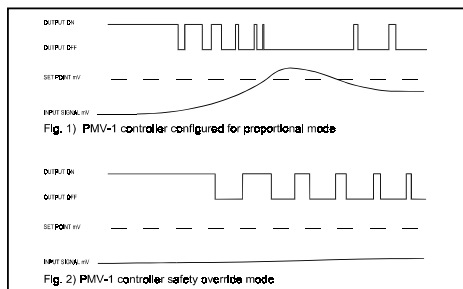 OUTPUT ON
OUTPUT OFF
SET POINT mV
INPUT SIGNAL mV
Fig. 1) PMV-1 controller configured for proportional mode
OUTPUT ON
OUTPUT OFF
SET POINT mV
INPUT SIGNAL mV
Fig. 2) PMV-1 controller safety override mode